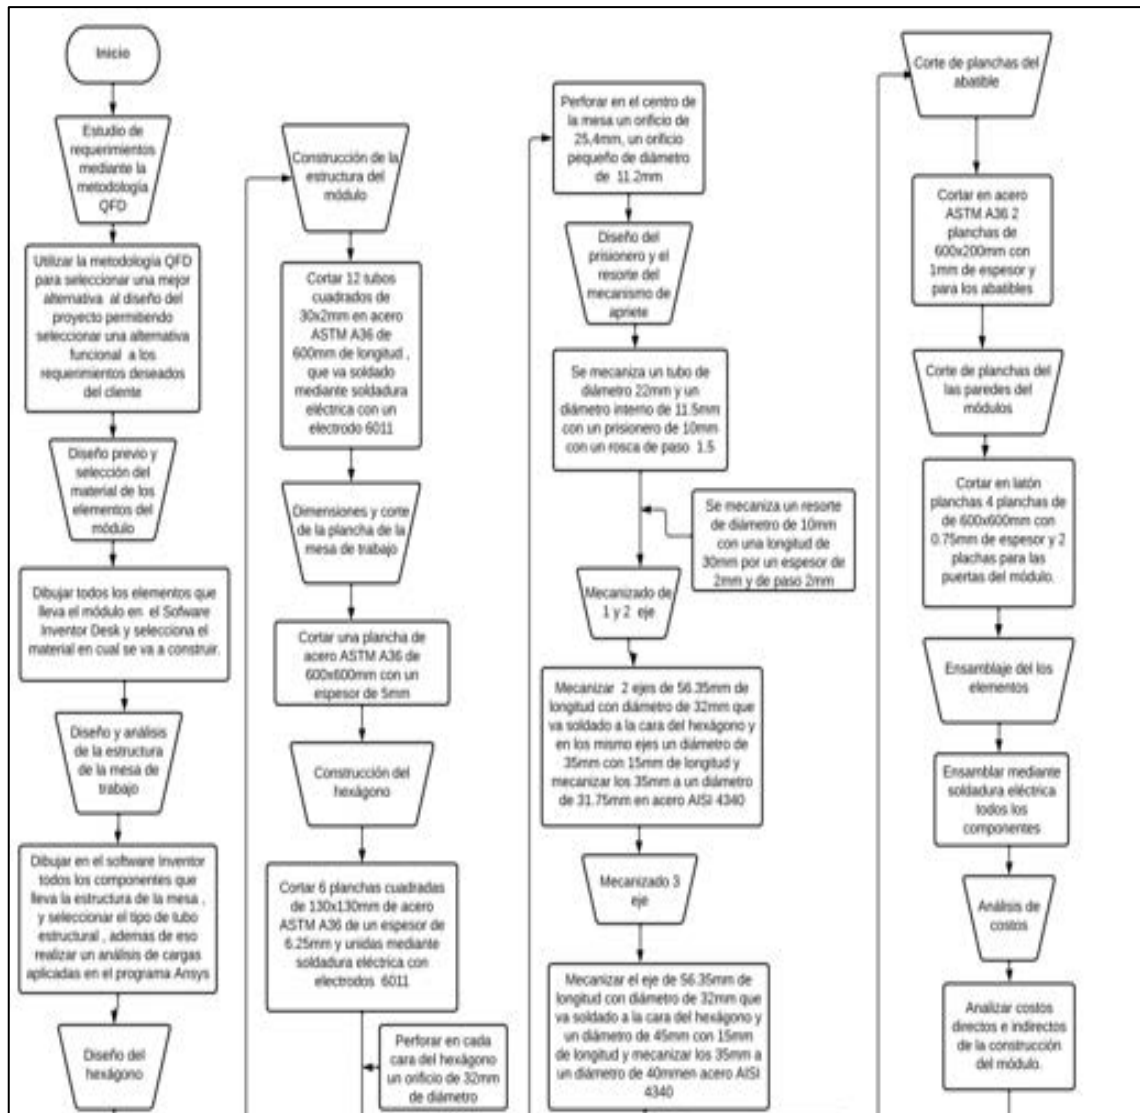 Inicio
Estudio de
requerimientos
mediante la
metodología
QFD
Utilizar la metodología QFD
para seleccionar una mejor
alternativa al diseño del
proyecto permitiendo
seleccionar una alternativa
funcional a los
requerimientos deseados
del cliente
Diseño previo y
selección del
material de los
elementos del
módulo
Dibujar todos los elementos que
lleva el módulo en el Sofware
Inventor Desk y selecciona el
material en cual se va a construir.
Diseño y análisis
de la estructura
de la mesa de
trabajo
Dibujar en el software Inventor
todos los componentes que
lleva la estructura de la mesa ,
y seleccionar el tipo de tubo
estructural , ademas de eso
realizar un análisis de cargas
aplicadas en el programa Ansys
Diseño del
hexágono
Construcción de la
estructura del
módulo
Cortar 12 tubos
cuadrados de
30x2mm en acero
ASTM A36 de
600mm de longitud ,
que va soldado
mediante soldadura
eléctrica con un
electrodo 6011
Dimensiones y corte
de la plancha de la
mesa de trabajo
Cortar una plancha de
acero ASTM A36 de
600x600mm con un
espesor de 5mm
Construcción del
hexágono
Cortar 6 planchas cuadradas
de 130x130mm de acero
ASTM A36 de un espesor de
6.25mm y unidas mediante
soldadura eléctrica con
electrodos 6011
Perforar en cada
cara del hexágono
un orificio de 32mm
de diámetro
Perforar en el centro de
la mesa un orificio de
25,4mm, un orificio
pequeño de diámetro
de 11.2mm
Diseño del
prisionero y el
resorte del
mecanismo de
apriete
Se mecaniza un tubo de
diámetro 22mm y un
diámetro interno de 11.5mm
con un prisionero de 10mm
con un rosca de paso 1.5
Se mecaniza un resorte
de diámetro de 10mm
con una longitud de
30mm por un espesor de
2mm y de paso 2mm
Mecanizado de
1 y 2 eje
Mecanizar 2 ejes de 56.35mm de
longitud con diámetro de 32mm que
va soldado a la cara del hexágono y
en los mismo ejes un diámetro de
35mm con 15mm de longitud y
mecanizar los 35mm a un diámetro
de 31.75mm en acero AISI 4340
Mecanizado 3
eje
Mecanizar el eje de 56.35mm de
longitud con diámetro de 32mm que
va soldado a la cara del hexágono y
un diámetro de 45mm con 15mm
de longitud y mecanizar los 35mm a
un diámetro de 40mmen acero AISI
4340
Corte de planchas del
abatible
Cortar en acero
ASTM A36 2
planchas de
600x200mm con
1mm de espesor y
para los abatibles
Corte de planchas del
las paredes del
módulos
Cortar en latón
planchas 4 planchas de
de 600x600mm con
0.75mm de espesor y 2
plachas para las
puertas del módulo.
Ensamblaje del los
elementos
Ensamblar mediante
soldadura eléctrica
todos los
componentes
Análisis de
costos
Analizar costos
directos e indirectos
de la construcción
del módulo.